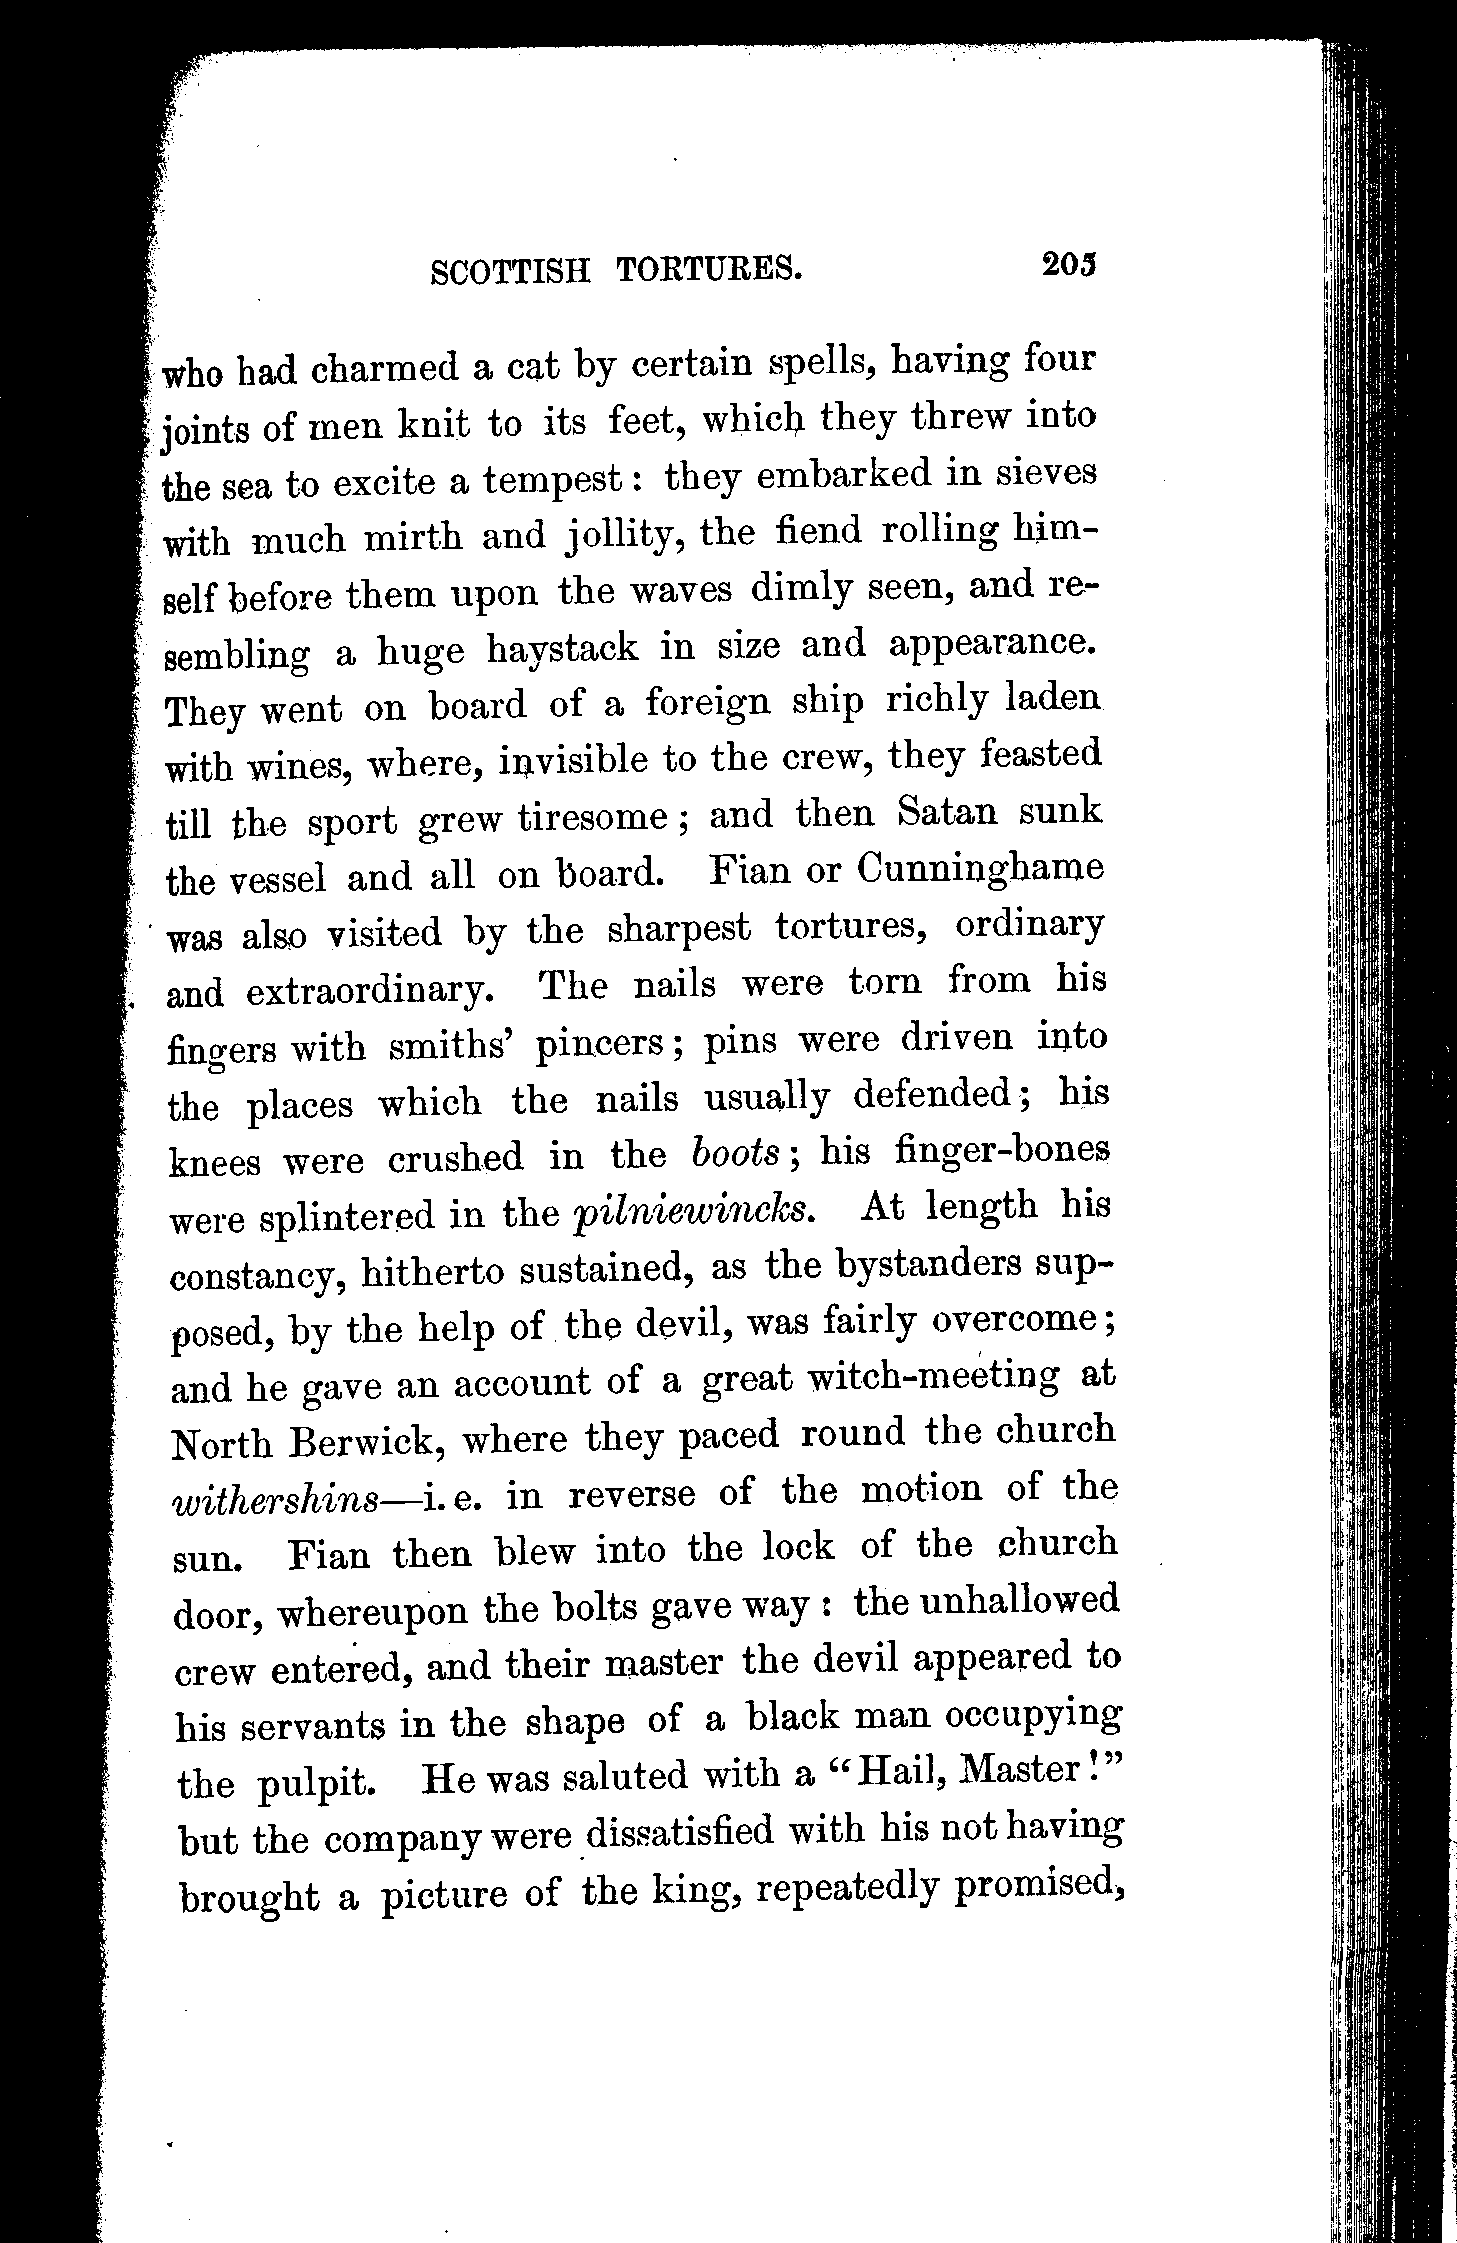 SCOTTISH TORTURES. 205
who had charmed a cat by certain spells, having four
joints of men knit to its feet, which they threw into
the sea to excite a tempest : they embarked in sieves
with much mirth and jollity, the fiend rolling him-
self before them upon the waves dimly seen, and re-
sembling a huge haystack in size and appearance.
They went on board of a foreign ship richly laden
with wines, where, invisible to the crew, they feasted
till the sport grew tiresome ; and then Satan sunk
the vessel and all on board. Fian or Cunninghame
was also visited by the sharpest tortures, ordinary
and extraordinary. The nails were torn from his
fingers with smiths’ pincers ; pins were driven into
the places which the nails usually defended ; his
knees were crushed in the boots ; his finger-bones
were splintered in the pilniewincks. At length his
constancy, hitherto sustained, as the bystanders sup-
posed, by the help of the devil, was fairly overcome ;
and he gave an account of a great witch-meeting at
North Berwick, where they paced round the church
withershins—i. e. in reverse of the motion of the
sun. Fian then blew into the lock of the church
door, whereupon the bolts gave way : the unhallowed
crew entered, and their master the devil appeared to
his servants in the shape of a black man occupying
the pulpit. He was saluted with a “Hail, Master !”
but the company were dissatisfied with his not having
brought a picture of the king, repeatedly promised,